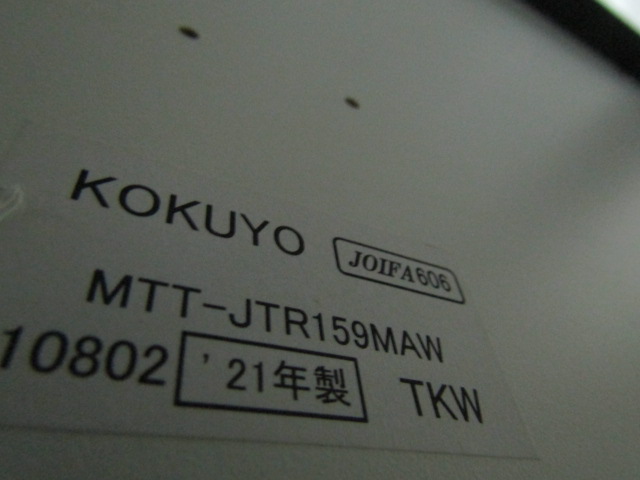 KOKUYO JOIFA606
MTT-JTR159MAW
10802 '21年製 TKW